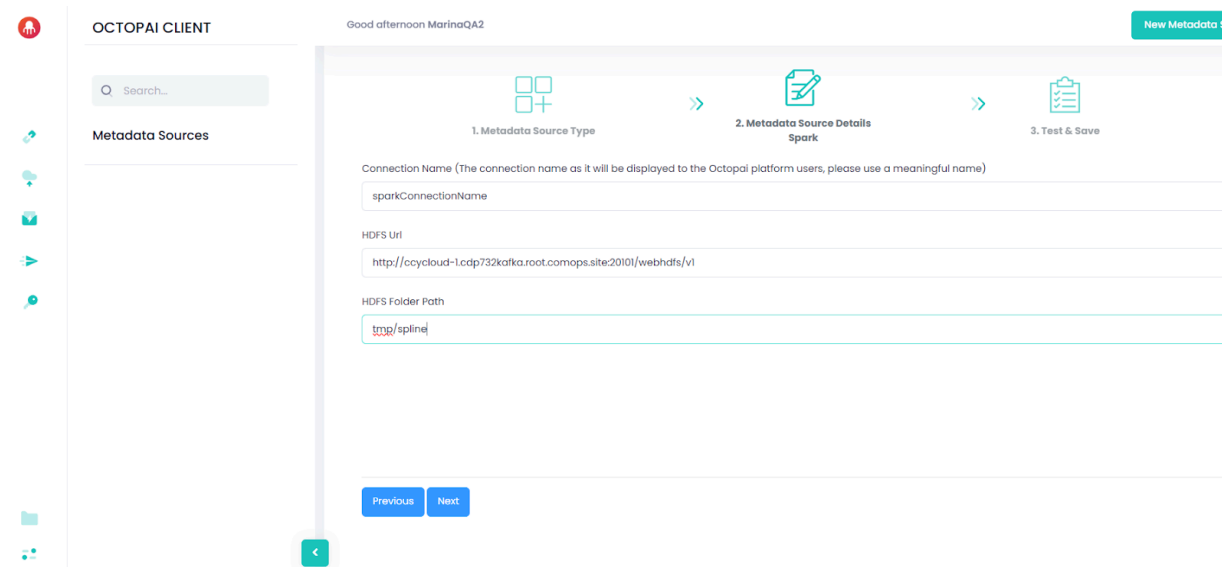 OCTOPAI CLIENT
Good afternoon MarinaQA2
New Metadata S
Search...
Metadata Sources
1. Metadata Source Type
2. Metadata Source Details
Spark
3. Test & Save
Connection Name (The connection name as it will be displayed to the Octopai platform users, please use a meaningful name)
sparkConnectionName
HDFS Url
http://ccycloud-1.cdp732kafka.root.comops.site:20101/webhdfs/v1
HDFS Folder Path
tmp/spline
Previous
Next